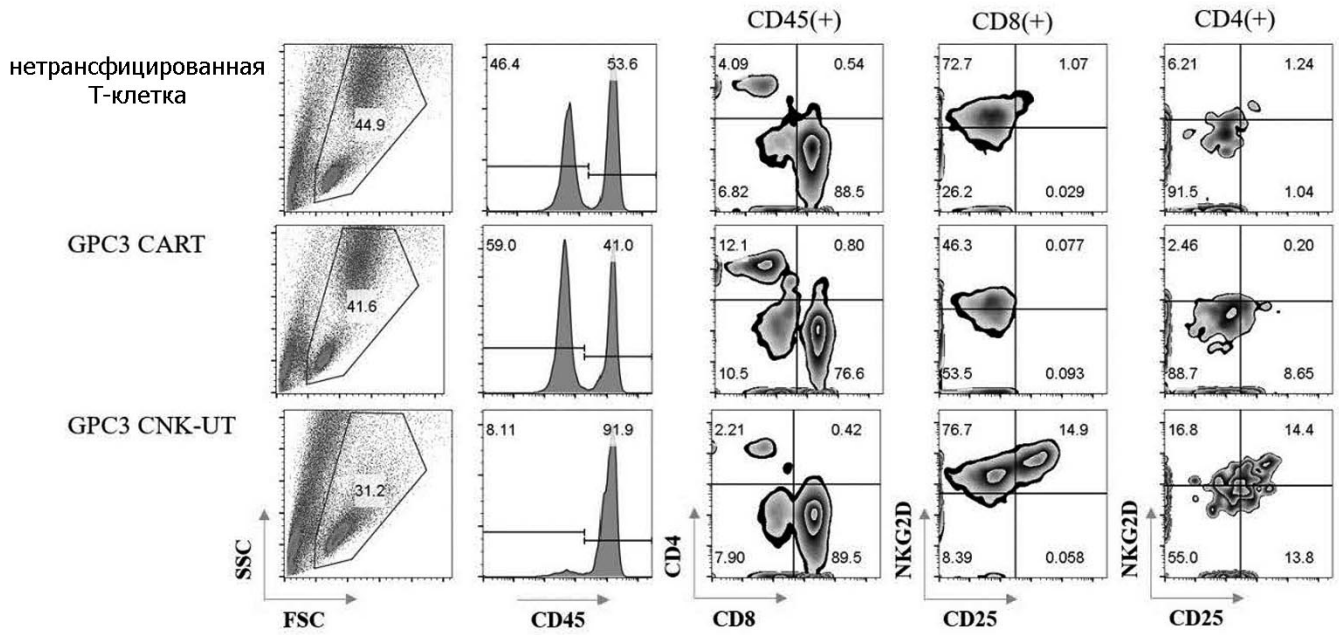 CD45(+) CD8(+) CD4(+)
нетрансфицированная
Т-клетка
44.9
46.4 53.6
4.09 0.54
6.82 88.5
72.7 1.07
26.2 0.029
6.21 1.24
91.5 1.04
GPC3 CART
41.6
59.0 41.0
12.1 0.80
10.5 76.6
46.3 0.077
53.5 0.093
2.46 0.20
88.7 8.65
GPC3 CNK-UT
31.2
8.11 91.9
2.21 0.42
7.90 89.5
76.7 14.9
8.39 0.058
16.8 14.4
55.0 13.8
SSC
FSC
CD45
CD4
CD8
NKG2D
CD25
NKG2D
CD25